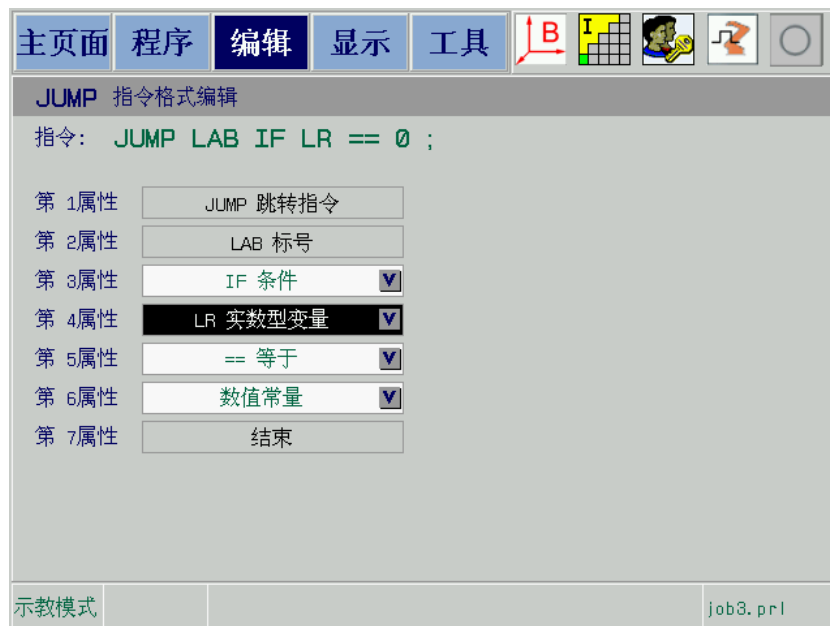 主页面 程序 编辑 显示 工具 B I
JUMP 指令格式编辑
指令: JUMP LAB IF LR == 0 ;
第 1属性 JUMP 跳转指令
第 2属性 LAB 标号
第 3属性 IF 条件 V
第 4属性 LR 实数型变量 V
第 5属性 == 等于 V
第 6属性 数值常量 V
第 7属性 结束
示教模式 job3.prl